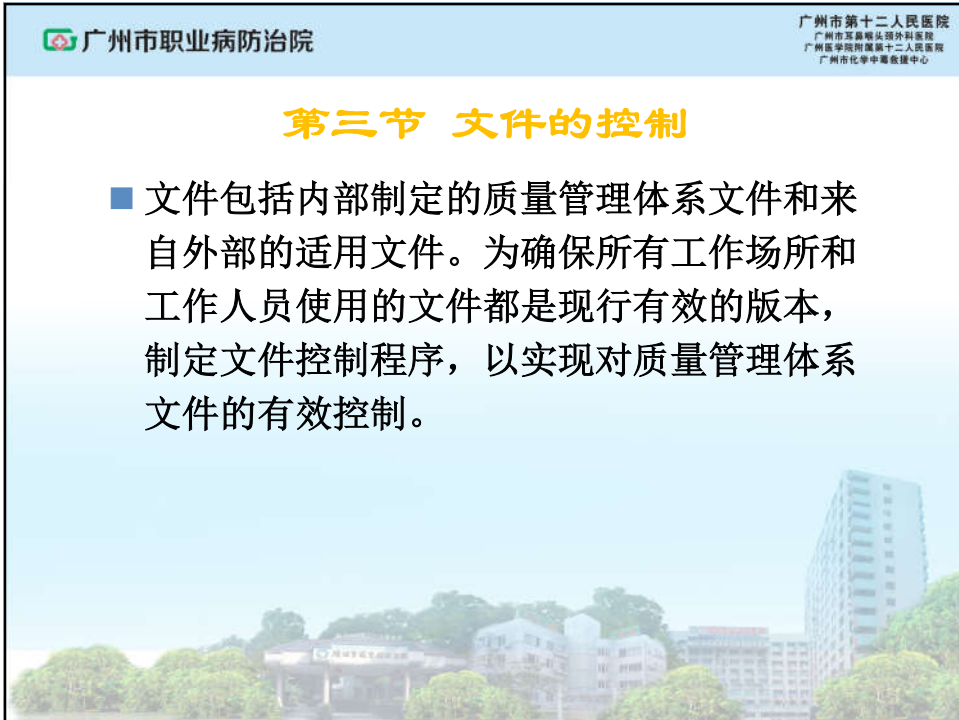 广州市职业病防治院
广州市第十二人民医院
广州市耳鼻喉头颈外科医院
广州医学院附属第十二人民医院
广州市化学中毒救援中心
第三节 文件的控制
文件包括内部制定的质量管理体系文件和来
自外部的适用文件。为确保所有工作场所和
工作人员使用的文件都是现行有效的版本，
制定文件控制程序，以实现对质量管理体系
文件的有效控制。